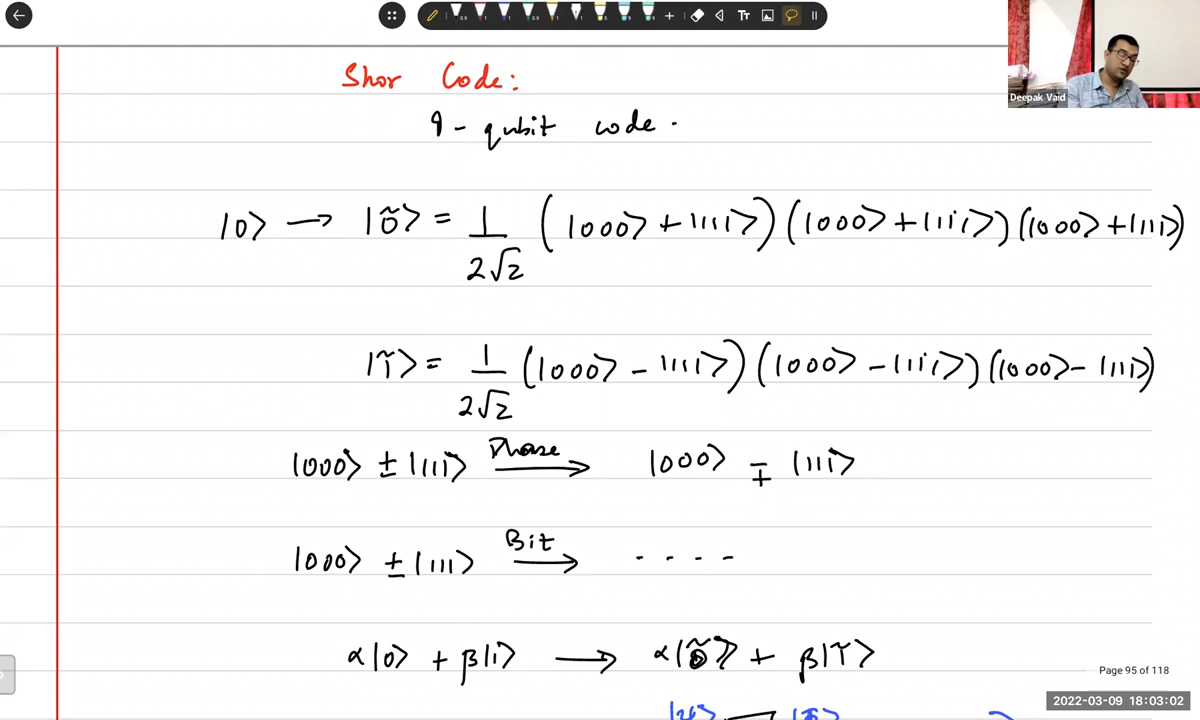 Deepak Vaid
Shor Code:
9-qubit code.
|0⟩ → |õ⟩ = 1/2√2 (|000⟩ + |111⟩) (|000⟩ + |111⟩) (|000⟩ + |111⟩)
|1̃⟩ = 1/2√2 (|000⟩ - |111⟩) (|000⟩ - |111⟩) (|000⟩ - |111⟩)
|000⟩ ± |111⟩ Phase → |000⟩ ∓ |111⟩
|000⟩ ± |111⟩ Bit → ....
α|0⟩ + β|1⟩ → α|õ⟩ + β|1̃⟩
Page 95 of 118
2022-03-09 18:03:02